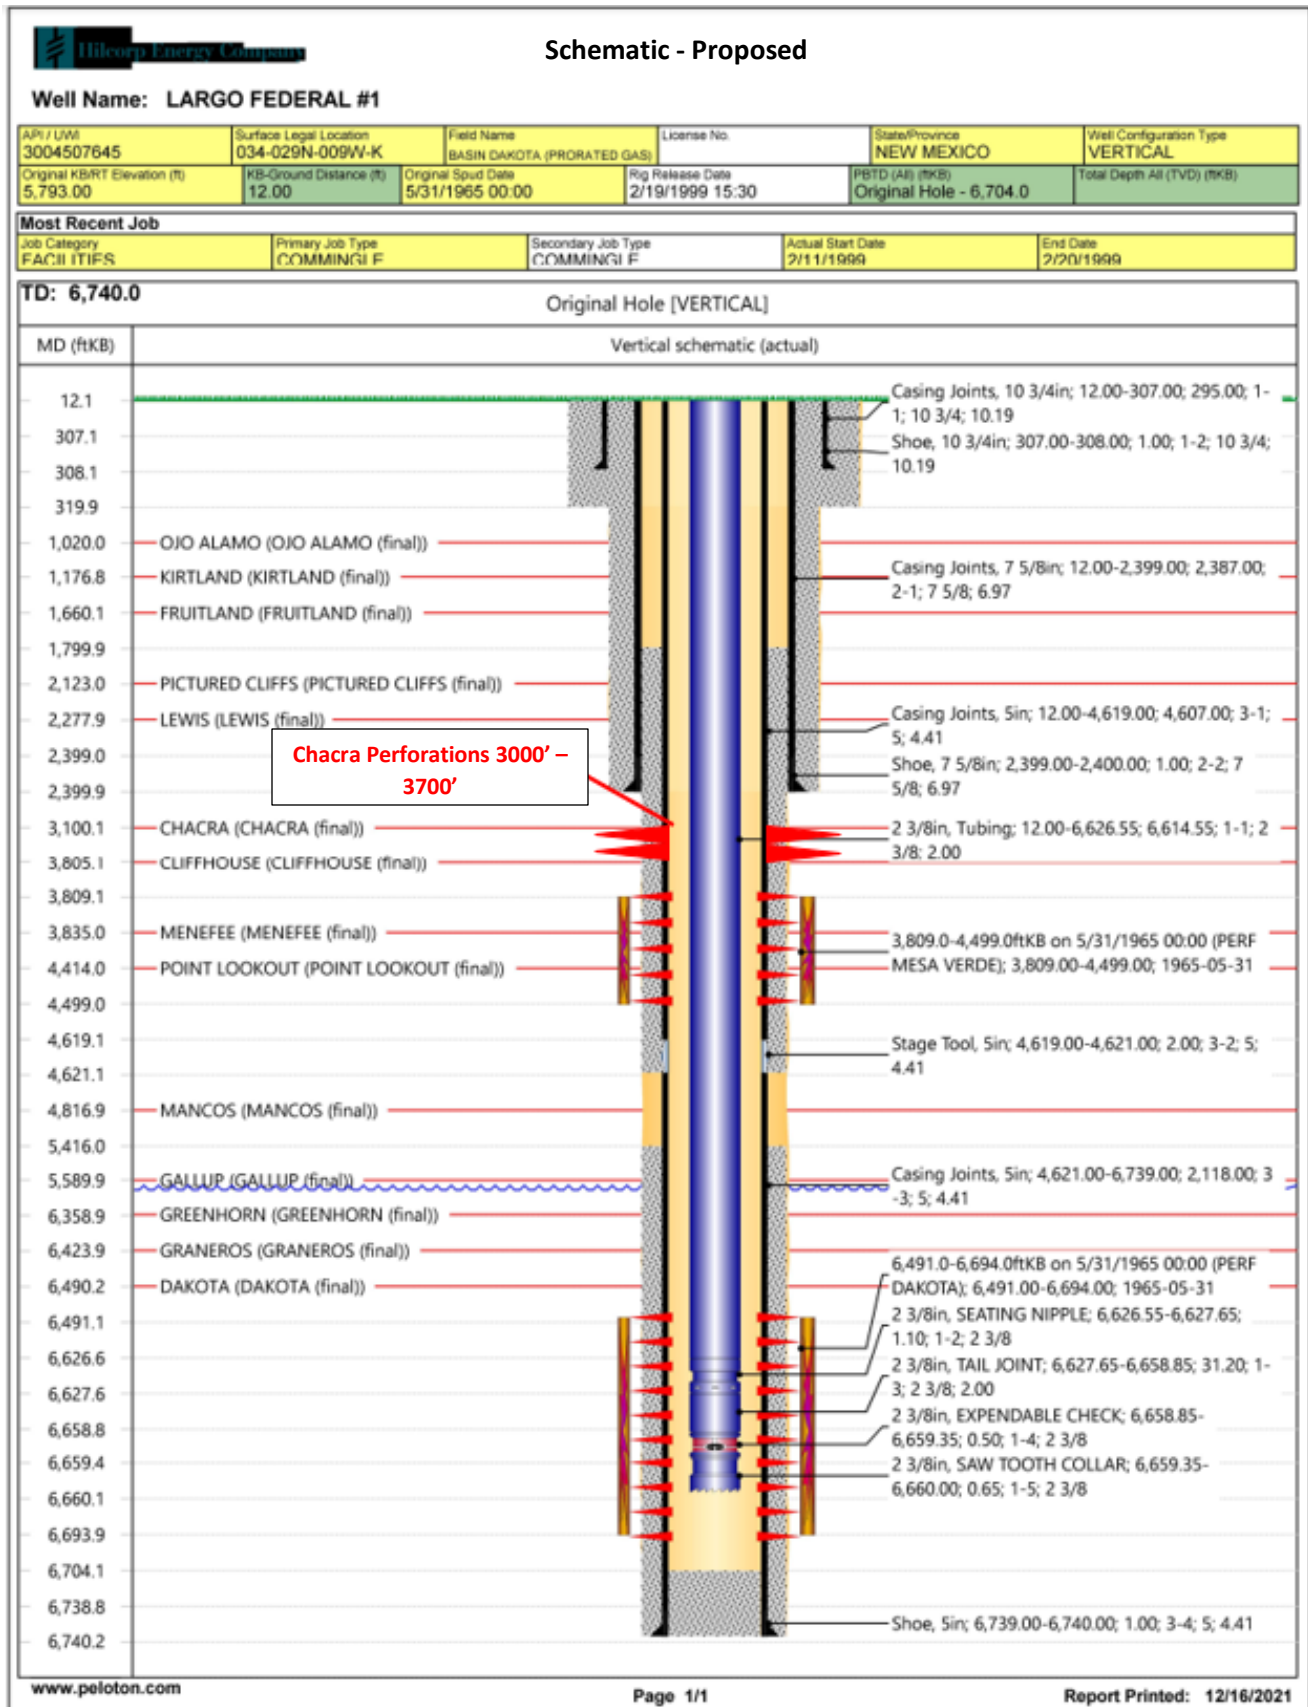 Hilcorp Energy Company
Schematic - Proposed
Well Name: LARGO FEDERAL #1
API / UWI
3004507645
Surface Legal Location
034-029N-009W-K
Field Name
BASIN DAKOTA (PRORATED GAS)
License No.
State/Province
NEW MEXICO
Well Configuration Type
VERTICAL
Original KB/RT Elevation (ft)
5,793.00
KB-Ground Distance (ft)
12.00
Original Spud Date
5/31/1965 00:00
Rig Release Date
2/19/1999 15:30
PBTD (All) (ftKB)
Original Hole - 6,704.0
Total Depth All (TVD) (ftKB)
Most Recent Job
Job Category
FACILITIES
Primary Job Type
COMMINGLE
Secondary Job Type
COMMINGLE
Actual Start Date
2/11/1999
End Date
2/20/1999
TD: 6,740.0
Original Hole [VERTICAL]
MD (ftKB)
Vertical schematic (actual)
12.1
307.1
308.1
319.9
1,020.0
1,176.8
1,660.1
1,799.9
2,123.0
2,277.9
2,399.0
2,399.9
3,100.1
3,805.1
3,809.1
3,835.0
4,414.0
4,499.0
4,619.1
4,621.1
4,816.9
5,416.0
5,589.9
6,358.9
6,423.9
6,490.2
6,491.1
6,626.6
6,627.6
6,658.8
6,659.4
6,660.1
6,693.9
6,704.1
6,738.8
6,740.2
OJO ALAMO (OJO ALAMO (final))
KIRTLAND (KIRTLAND (final))
FRUITLAND (FRUITLAND (final))
PICTURED CLIFFS (PICTURED CLIFFS (final))
LEWIS (LEWIS (final))
Chacra Perforations 3000’ –
3700’
CHACRA (CHACRA (final))
CLIFFHOUSE (CLIFFHOUSE (final))
MENEFEE (MENEFEE (final))
POINT LOOKOUT (POINT LOOKOUT (final))
MANCOS (MANCOS (final))
GALLUP (GALLUP (final))
GREENHORN (GREENHORN (final))
GRANEROS (GRANEROS (final))
DAKOTA (DAKOTA (final))
Casing Joints, 10 3/4in; 12.00-307.00; 295.00; 1-
1; 10 3/4; 10.19
Shoe, 10 3/4in; 307.00-308.00; 1.00; 1-2; 10 3/4;
10.19
Casing Joints, 7 5/8in; 12.00-2,399.00; 2,387.00;
2-1; 7 5/8; 6.97
Casing Joints, 5in; 12.00-4,619.00; 4,607.00; 3-1;
5; 4.41
Shoe, 7 5/8in; 2,399.00-2,400.00; 1.00; 2-2; 7
5/8; 6.97
2 3/8in, Tubing; 12.00-6,626.55; 6,614.55; 1-1; 2
3/8; 2.00
3,809.0-4,499.0ftKB on 5/31/1965 00:00 (PERF
MESA VERDE); 3,809.00-4,499.00; 1965-05-31
Stage Tool, 5in; 4,619.00-4,621.00; 2.00; 3-2; 5;
4.41
Casing Joints, 5in; 4,621.00-6,739.00; 2,118.00; 3
-3; 5; 4.41
6,491.0-6,694.0ftKB on 5/31/1965 00:00 (PERF
DAKOTA); 6,491.00-6,694.00; 1965-05-31
2 3/8in, SEATING NIPPLE; 6,626.55-6,627.65;
1.10; 1-2; 2 3/8
2 3/8in, TAIL JOINT; 6,627.65-6,658.85; 31.20; 1-
3; 2 3/8; 2.00
2 3/8in, EXPENDABLE CHECK; 6,658.85-
6,659.35; 0.50; 1-4; 2 3/8
2 3/8in, SAW TOOTH COLLAR; 6,659.35-
6,660.00; 0.65; 1-5; 2 3/8
Shoe, 5in; 6,739.00-6,740.00; 1.00; 3-4; 5; 4.41
www.peloton.com
Page 1/1
Report Printed: 12/16/2021